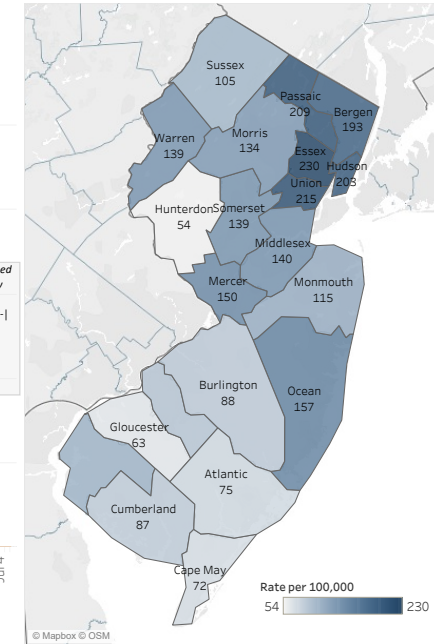 Sussex
105
Passaic
209
Bergen
193
Warren
139
Morris
134
Essex
230
Hudson
203
Union
215
Hunterdon
54
Somerset
139
Middlesex
140
Mercer
150
Monmouth
115
Burlington
88
Ocean
157
Gloucester
63
Atlantic
75
Cumberland
87
Cape May
72
Rate per 100,000
54
230
© Mapbox © OSM